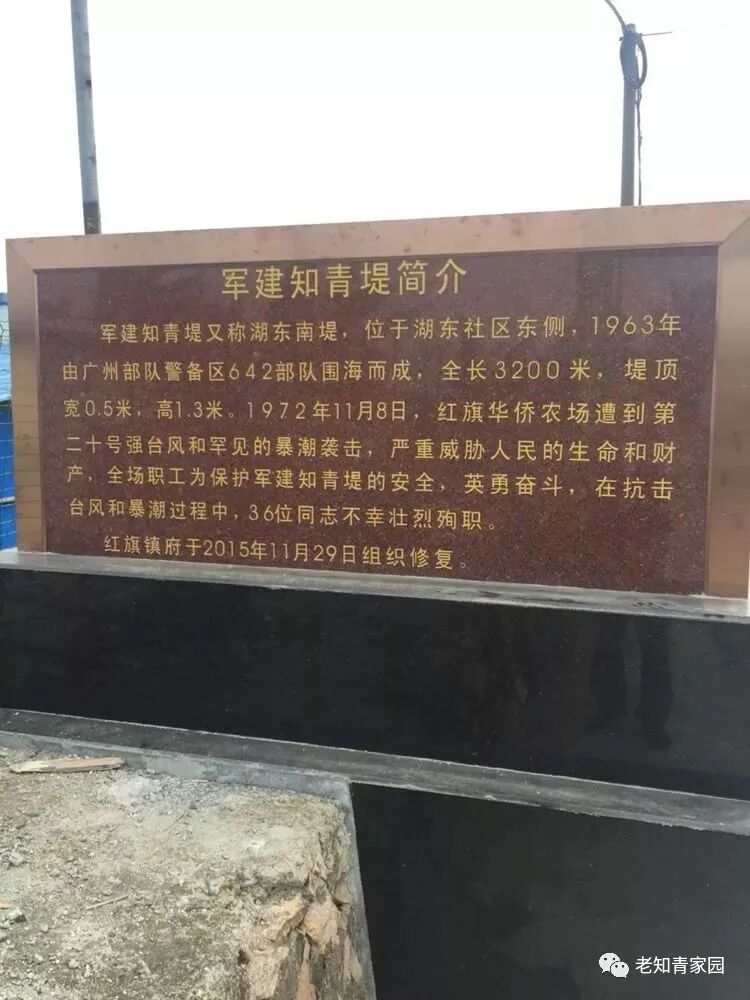 军建知青堤简介
军建知青堤又称湖东南堤，位于湖东社区东侧，1963年
由广州部队警备区642部队围海而成，全长3200米，堤顶
宽0.5米，高1.3米。1972年11月8日，红旗华侨农场遭到第
二十号强台风和罕见的暴潮袭击，严重威胁人民的生命和财
产，全场职工为保护军建知青堤的安全，英勇奋斗，在抗击
台风和暴潮过程中，36位同志不幸壮烈殉职。
红旗镇府于2015年11月29日组织修复。
老知青家园